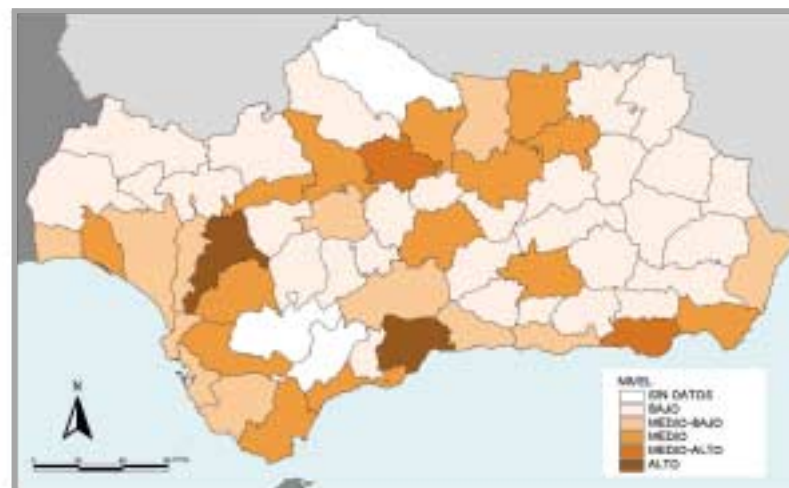 N
NIVEL
SIN DATOS
BAJO
MEDIO-BAJO
MEDIO
MEDIO-ALTO
ALTO